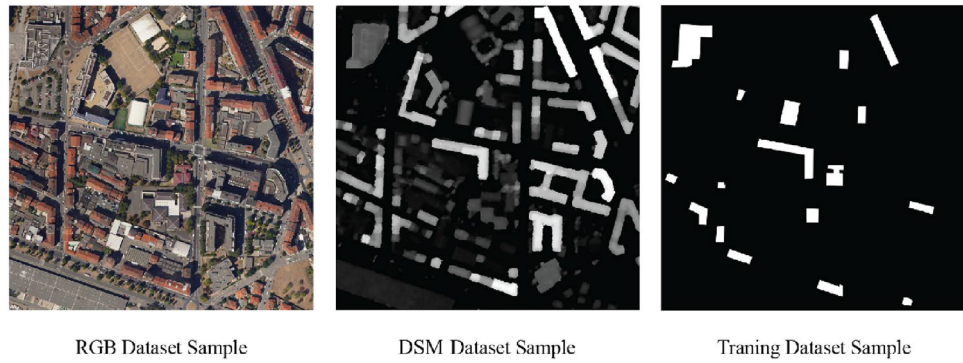 RGB Dataset Sample
DSM Dataset Sample
Traning Dataset Sample